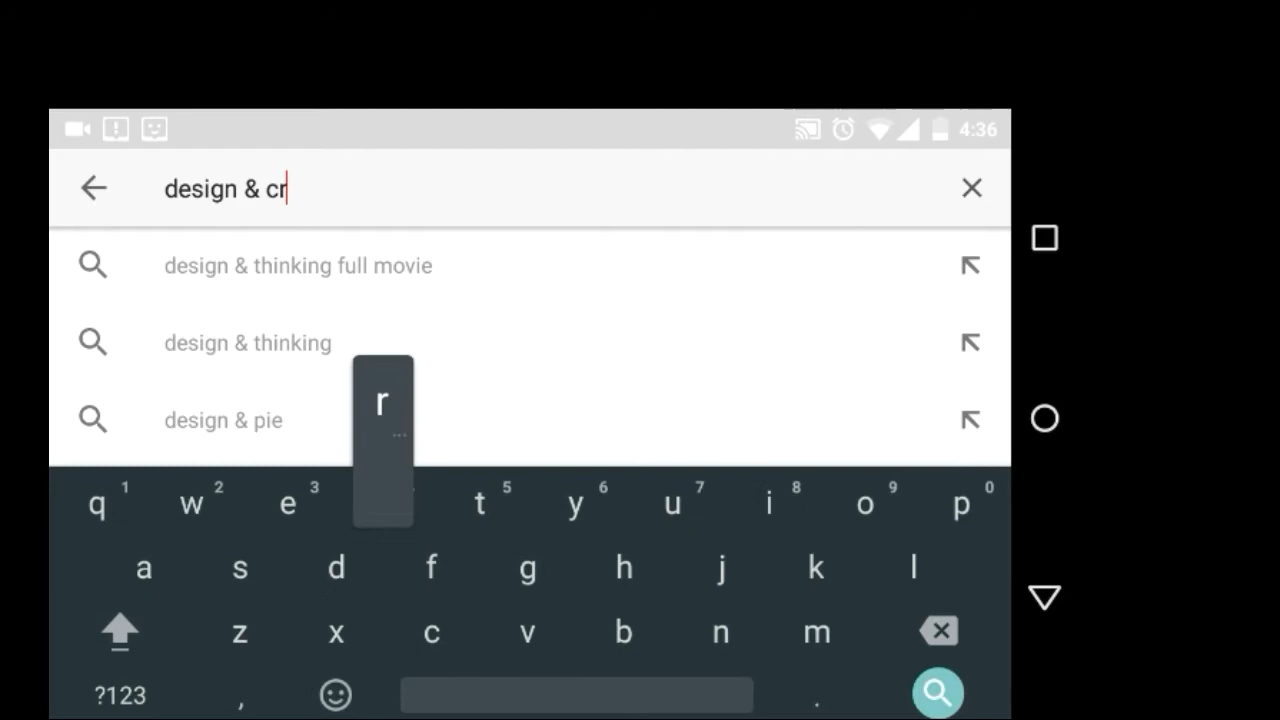 4:36
design & cr
design & thinking full movie
design & thinking
design & pie
r
...
q 1 w 2 e 3 t 5 y 6 u 7 i 8 o 9 p 0
a s d f g h j k l
z x c v b n m
?123 , .